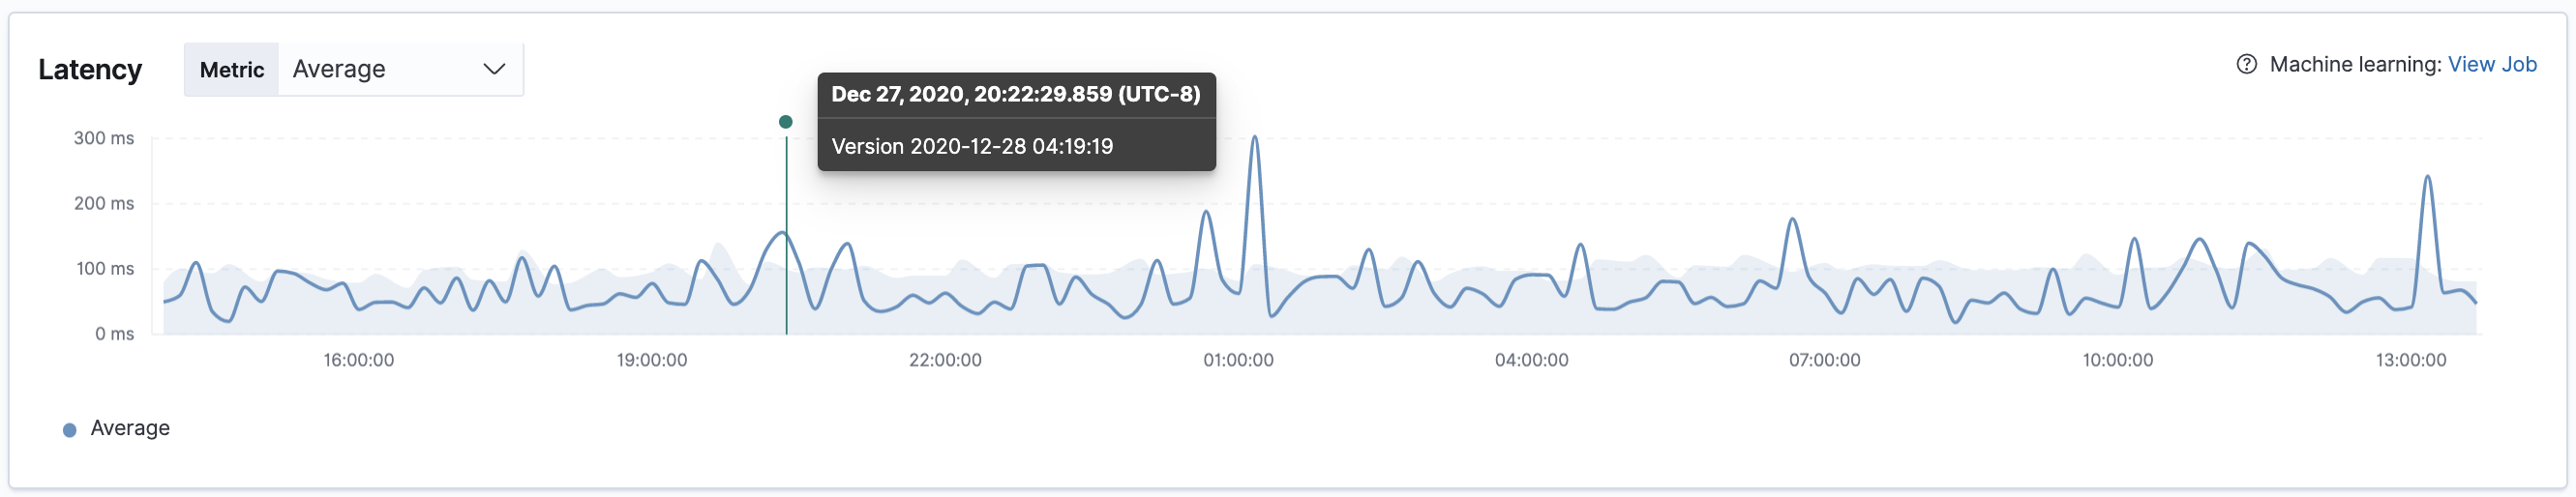 Latency
Metric Average
Machine learning: View Job
Dec 27, 2020, 20:22:29.859 (UTC-8)
Version 2020-12-28 04:19:19
300 ms
200 ms
100 ms
0 ms
16:00:00 19:00:00 22:00:00 01:00:00 04:00:00 07:00:00 10:00:00 13:00:00
Average